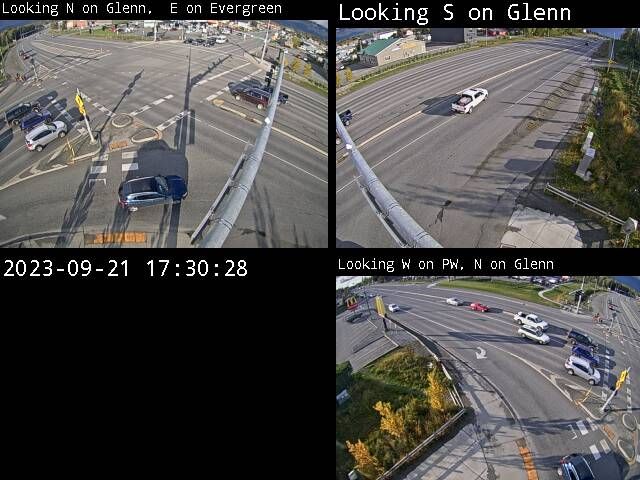 Looking N on Glenn,  E on Evergreen
Looking S on Glenn
2023-09-21 17:30:28
Looking W on PW, N on Glenn